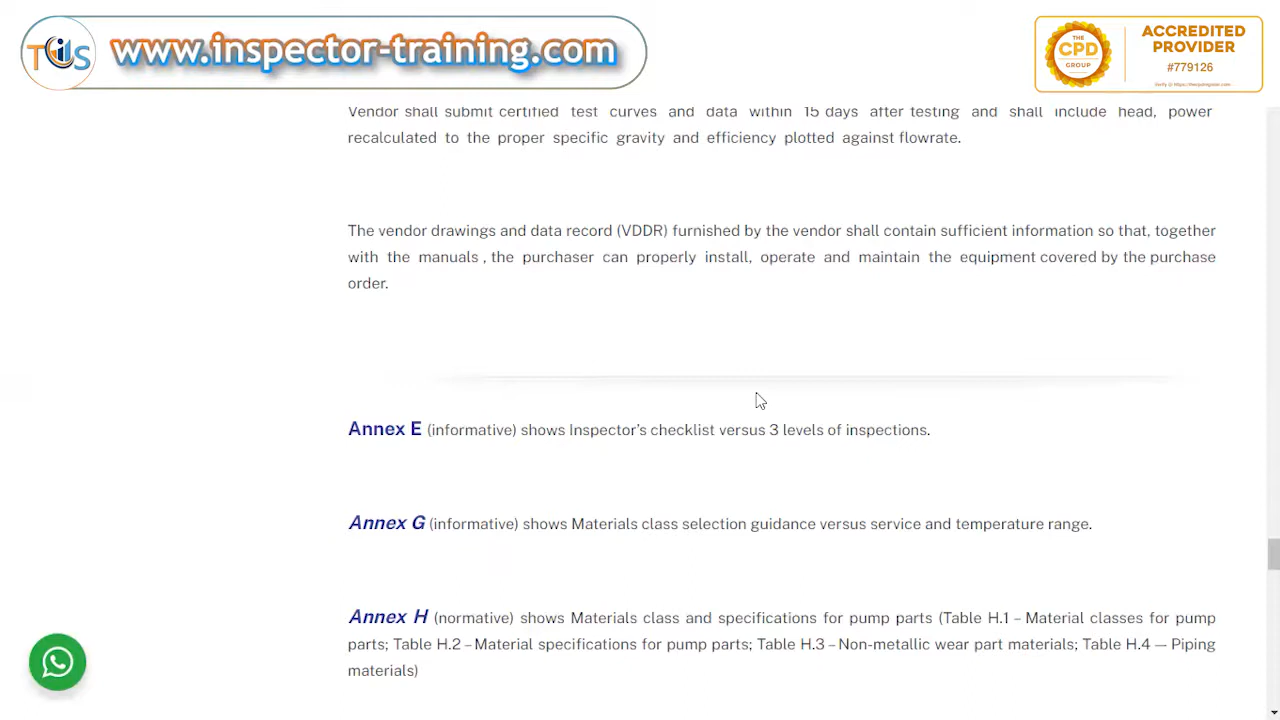 TCIS
www.inspector-training.com
THE
CPD
GROUP
ACCREDITED
PROVIDER
#779126
Vendor shall submit certified test curves and data within 15 days after testing and shall include head, power
recalculated to the proper specific gravity and efficiency plotted against flowrate.
The vendor drawings and data record (VDDR) furnished by the vendor shall contain sufficient information so that, together
with the manuals , the purchaser can properly install, operate and maintain the equipment covered by the purchase
order.
Annex E (informative) shows Inspector’s checklist versus 3 levels of inspections.
Annex G (informative) shows Materials class selection guidance versus service and temperature range.
Annex H (normative) shows Materials class and specifications for pump parts (Table H.1 – Material classes for pump
parts; Table H.2 – Material specifications for pump parts; Table H.3 – Non-metallic wear part materials; Table H.4 — Piping
materials)